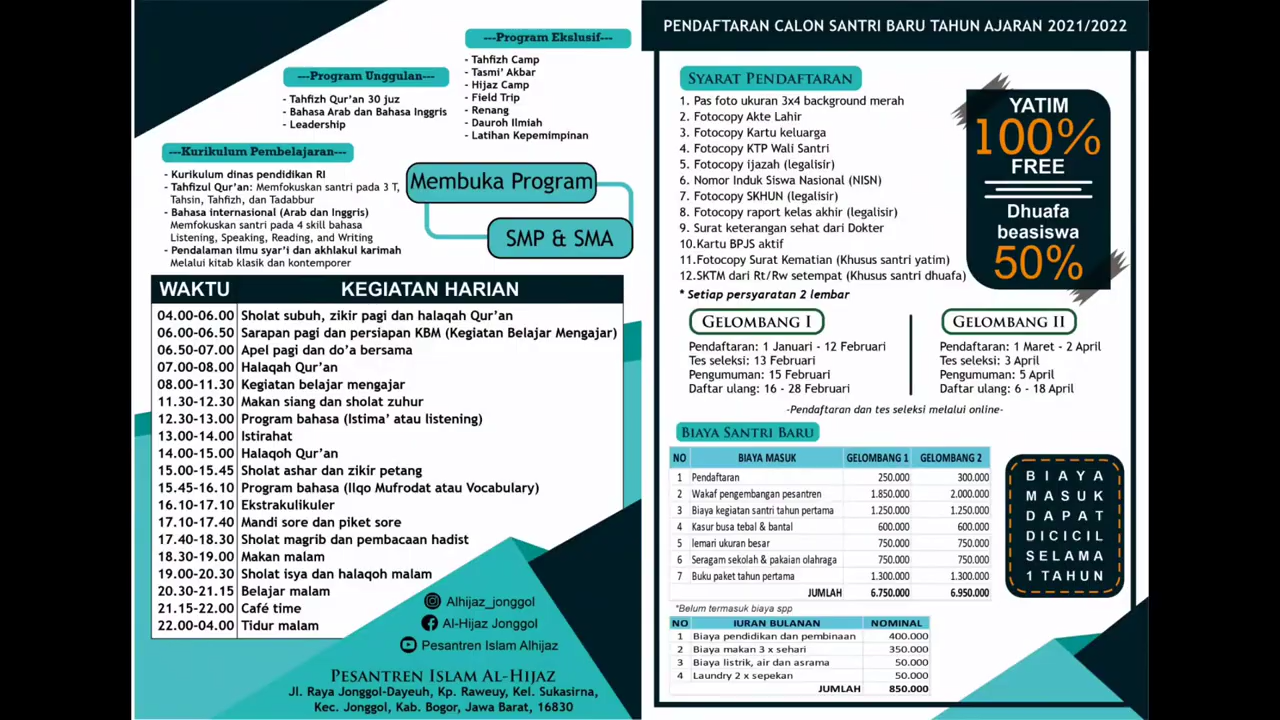 ---Program Ekslusif---
- Tahfizh Camp
- Tasmi' Akbar
- Hijaz Camp
- Field Trip
- Renang
- Dauroh Ilmiah
- Latihan Kepemimpinan
---Program Unggulan---
- Tahfizh Qur'an 30 juz
- Bahasa Arab dan Bahasa Inggris
- Leadership
---Kurikulum Pembelajaran---
- Kurikulum dinas pendidikan RI
- Tahfizul Qur'an: Memfokuskan santri pada 3 T,
Tahsin, Tahfizh, dan Tadabbur
- Bahasa internasional (Arab dan Inggris)
Memfokuskan santri pada 4 skill bahasa
Listening, Speaking, Reading, and Writing
- Pendalaman ilmu syar'i dan akhlakul karimah
Melalui kitab klasik dan kontemporer
Membuka Program
SMP & SMA
WAKTU KEGIATAN HARIAN
04.00-06.00 Sholat subuh, zikir pagi dan halaqah Qur'an
06.00-06.50 Sarapan pagi dan persiapan KBM (Kegiatan Belajar Mengajar)
06.50-07.00 Apel pagi dan do'a bersama
07.00-08.00 Halaqah Qur'an
08.00-11.30 Kegiatan belajar mengajar
11.30-12.30 Makan siang dan sholat zuhur
12.30-13.00 Program bahasa (Istima' atau listening)
13.00-14.00 Istirahat
14.00-15.00 Halaqoh Qur'an
15.00-15.45 Sholat ashar dan zikir petang
15.45-16.10 Program bahasa (Ilqo Mufrodat atau Vocabulary)
16.10-17.10 Ekstrakulikuler
17.10-17.40 Mandi sore dan piket sore
17.40-18.30 Sholat magrib dan pembacaan hadist
18.30-19.00 Makan malam
19.00-20.30 Sholat isya dan halaqoh malam
20.30-21.15 Belajar malam
21.15-22.00 Café time
22.00-04.00 Tidur malam
Alhijaz_jonggol
Al-Hijaz Jonggol
Pesantren Islam Alhijaz
PESANTREN ISLAM AL-HIJAZ
Jl. Raya Jonggol-Dayeuh, Kp. Raweuy, Kel. Sukasirna,
Kec. Jonggol, Kab. Bogor, Jawa Barat, 16830
PENDAFTARAN CALON SANTRI BARU TAHUN AJARAN 2021/2022
SYARAT PENDAFTARAN
1. Pas foto ukuran 3x4 background merah
2. Fotocopy Akte Lahir
3. Fotocopy Kartu keluarga
4. Fotocopy KTP Wali Santri
5. Fotocopy ijazah (legalisir)
6. Nomor Induk Siswa Nasional (NISN)
7. Fotocopy SKHUN (legalisir)
8. Fotocopy raport kelas akhir (legalisir)
9. Surat keterangan sehat dari Dokter
10.Kartu BPJS aktif
11.Fotocopy Surat Kematian (Khusus santri yatim)
12.SKTM dari Rt/Rw setempat (Khusus santri dhuafa)
* Setiap persyaratan 2 lembar
YATIM
100%
FREE
Dhuafa
beasiswa
50%
GELOMBANG I
Pendaftaran: 1 Januari - 12 Februari
Tes seleksi: 13 Februari
Pengumuman: 15 Februari
Daftar ulang: 16 - 28 Februari
GELOMBANG II
Pendaftaran: 1 Maret - 2 April
Tes seleksi: 3 April
Pengumuman: 5 April
Daftar ulang: 6 - 18 April
-Pendaftaran dan tes seleksi melalui online-
BIAYA SANTRI BARU
NO BIAYA MASUK GELOMBANG 1 GELOMBANG 2
1 Pendaftaran 250.000 300.000
2 Wakaf pengembangan pesantren 1.850.000 2.000.000
3 Biaya kegiatan santri tahun pertama 1.250.000 1.250.000
4 Kasur busa tebal & bantal 600.000 600.000
5 lemari ukuran besar 750.000 750.000
6 Seragam sekolah & pakaian olahraga 750.000 750.000
7 Buku paket tahun pertama 1.300.000 1.300.000
JUMLAH 6.750.000 6.950.000
*Belum termasuk biaya spp
NO IURAN BULANAN NOMINAL
1 Biaya pendidikan dan pembinaan 400.000
2 Biaya makan 3 x sehari 350.000
3 Biaya listrik, air dan asrama 50.000
4 Laundry 2 x sepekan 50.000
JUMLAH 850.000
BIAYA
MASUK
DAPAT
DICICIL
SELAMA
1 TAHUN